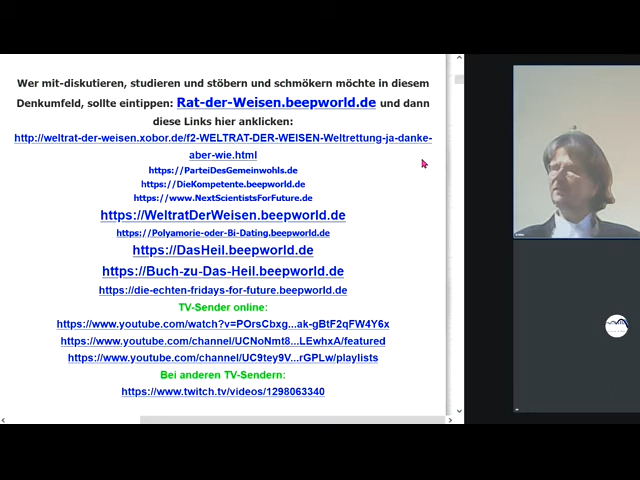 Wer mit-diskutieren, studieren und stöbern und schmökern möchte in diesem
Denkumfeld, sollte eintippen: Rat-der-Weisen.beepworld.de und dann
diese Links hier anklicken:
http://weltrat-der-weisen.xobor.de/f2-WELTRAT-DER-WEISEN-Weltrettung-ja-danke-
aber-wie.html
https://ParteiDesGemeinwohls.de
https://DieKompetente.beepworld.de
https://www.NextScientistsForFuture.de
https://WeltratDerWeisen.beepworld.de
https://Polyamorie-oder-Bi-Dating.beepworld.de
https://DasHeil.beepworld.de
https://Buch-zu-Das-Heil.beepworld.de
https://die-echten-fridays-for-future.beepworld.de
TV-Sender online:
https://www.youtube.com/watch?v=POrsCbxg...ak-gBtF2qFW4Y6x
https://www.youtube.com/channel/UCNoNmt8...LEwhxA/featured
https://www.youtube.com/channel/UC9tey9V...rGPLw/playlists
Bei anderen TV-Sendern:
https://www.twitch.tv/videos/1298063340